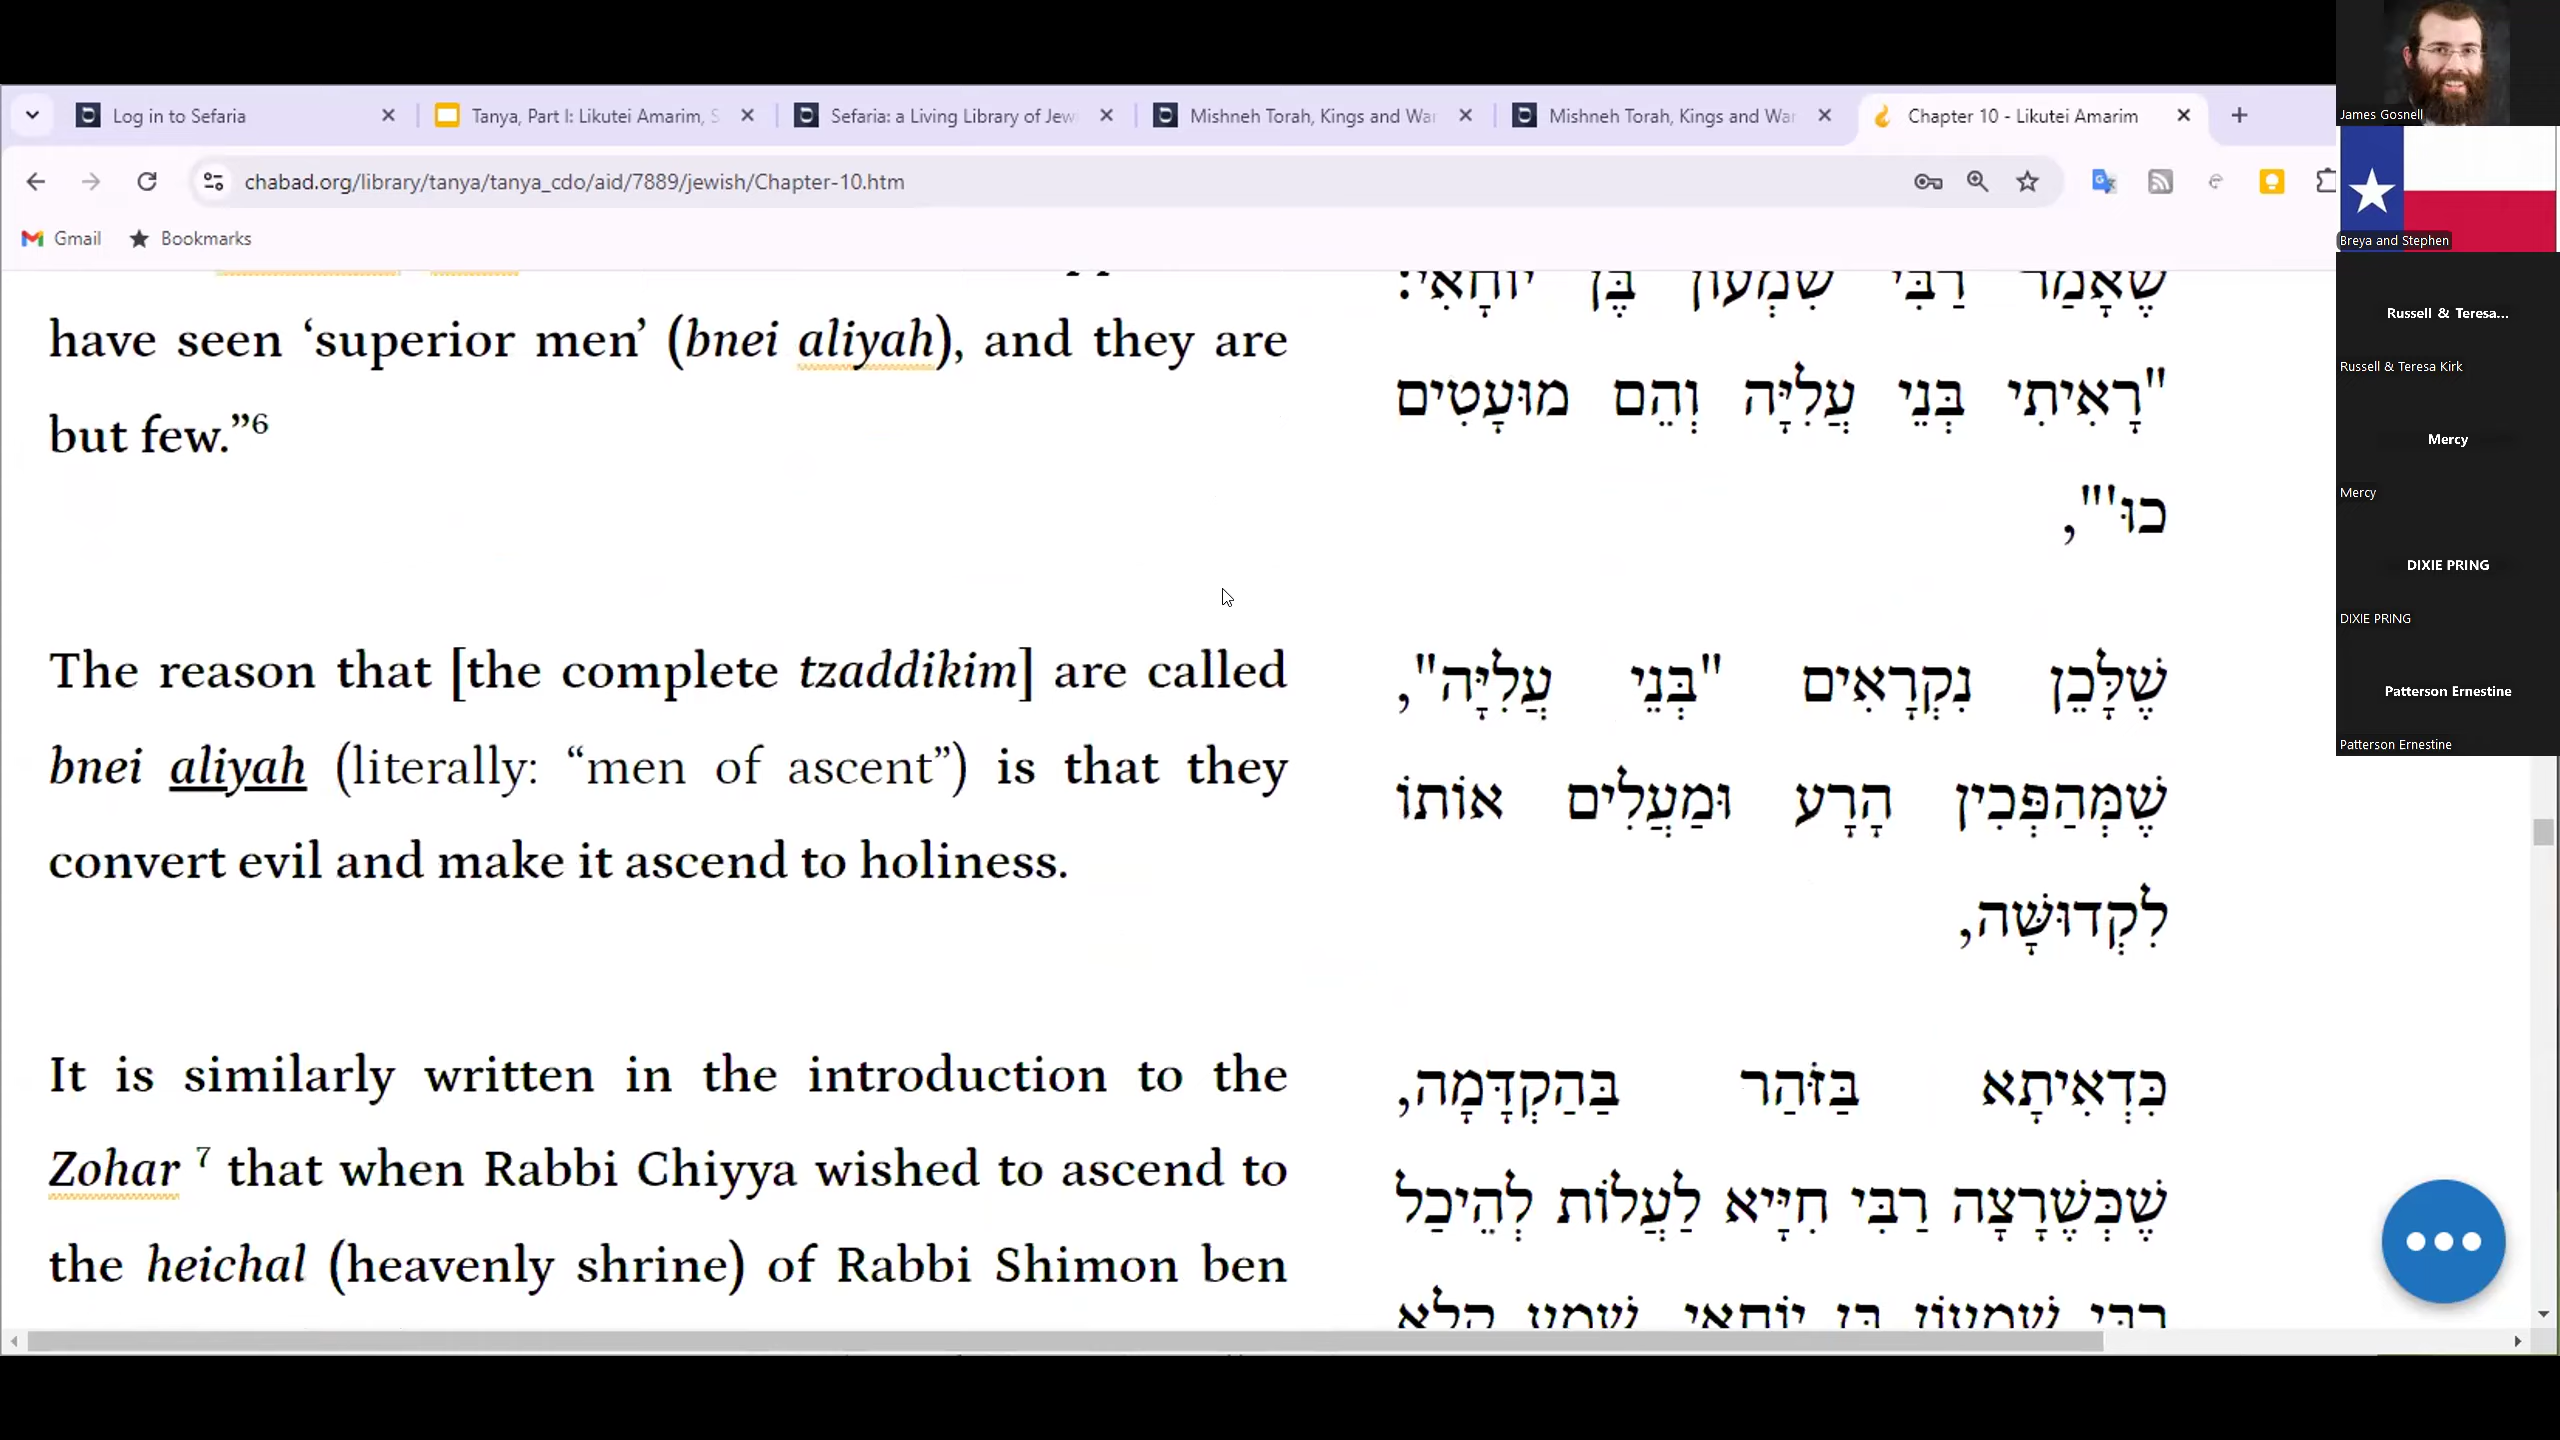 Log in to Sefaria
Tanya, Part I: Likutei Amarim, S
Sefaria: a Living Library of Jew
Mishneh Torah, Kings and War
Mishneh Torah, Kings and War
Chapter 10 - Likutei Amarim
chabad.org/library/tanya/tanya_cdo/aid/7889/jewish/Chapter-10.htm
Gmail
Bookmarks
have seen ‘superior men’ (bnei aliyah), and they are
but few.”6
The reason that [the complete tzaddikim] are called
bnei aliyah (literally: “men of ascent”) is that they
convert evil and make it ascend to holiness.
It is similarly written in the introduction to the
Zohar 7 that when Rabbi Chiyya wished to ascend to
the heichal (heavenly shrine) of Rabbi Shimon ben
שֶׁאָמַר רַבִּי שִׁמְעוֹן בֶּן יוֹחָאִי:
"רָאִיתִי בְּנֵי עֲלִיָּה וְהֵם מוּעָטִים
כוּ'",
שֶׁלָּכֵן נִקְרָאִים "בְּנֵי עֲלִיָּה",
שֶׁמְּהַפְּכִין הָרָע וּמַעֲלִים אוֹתוֹ
לִקְדוּשָּׁה,
כִּדְאִיתָא בַּזֹּהַר בַּהַקְדָּמָה,
שֶׁכְּשֶׁרָצָה רַבִּי חִיָּיא לַעֲלוֹת לְהֵיכַל
רַבִּי שִׁמְעוֹן בֶּן יוֹחָאִי שָׁמַע קָלָא
James Gosnell
Breya and Stephen
Russell & Teresa...
Russell & Teresa Kirk
Mercy
Mercy
DIXIE PRING
DIXIE PRING
Patterson Ernestine
Patterson Ernestine